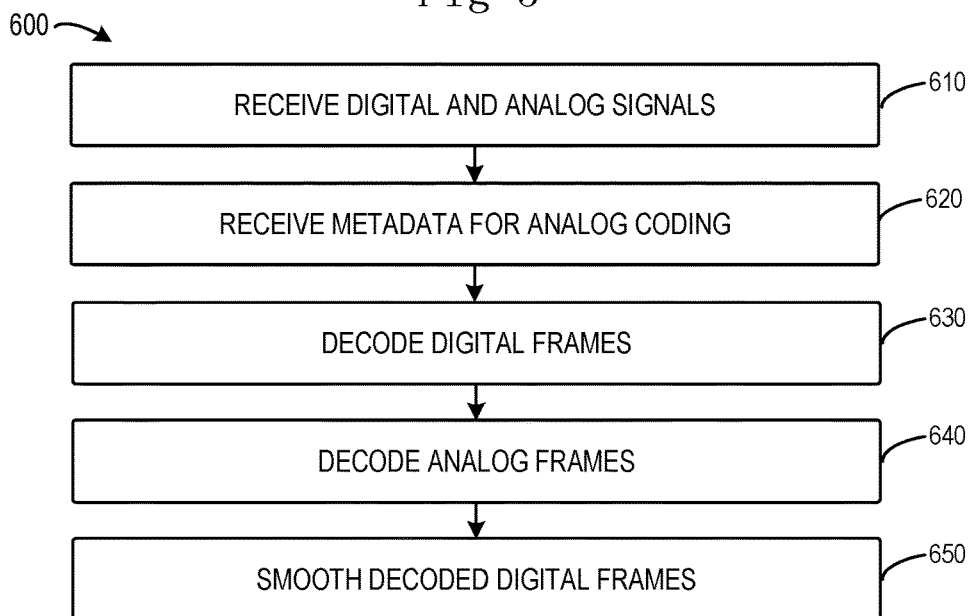 600
RECEIVE DIGITAL AND ANALOG SIGNALS
610
RECEIVE METADATA FOR ANALOG CODING
620
DECODE DIGITAL FRAMES
630
DECODE ANALOG FRAMES
640
SMOOTH DECODED DIGITAL FRAMES
650